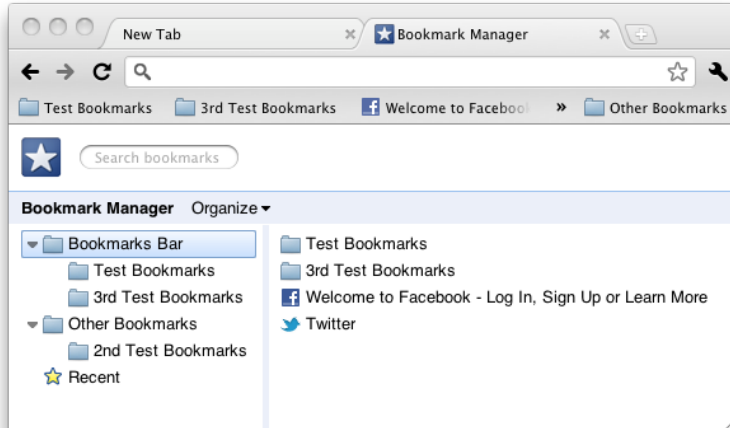 New Tab
Bookmark Manager
Test Bookmarks
3rd Test Bookmarks
Welcome to Facebook
»
Other Bookmarks
Search bookmarks
Bookmark Manager Organize
Bookmarks Bar
Test Bookmarks
3rd Test Bookmarks
Other Bookmarks
2nd Test Bookmarks
Recent
Test Bookmarks
3rd Test Bookmarks
Welcome to Facebook - Log In, Sign Up or Learn More
Twitter